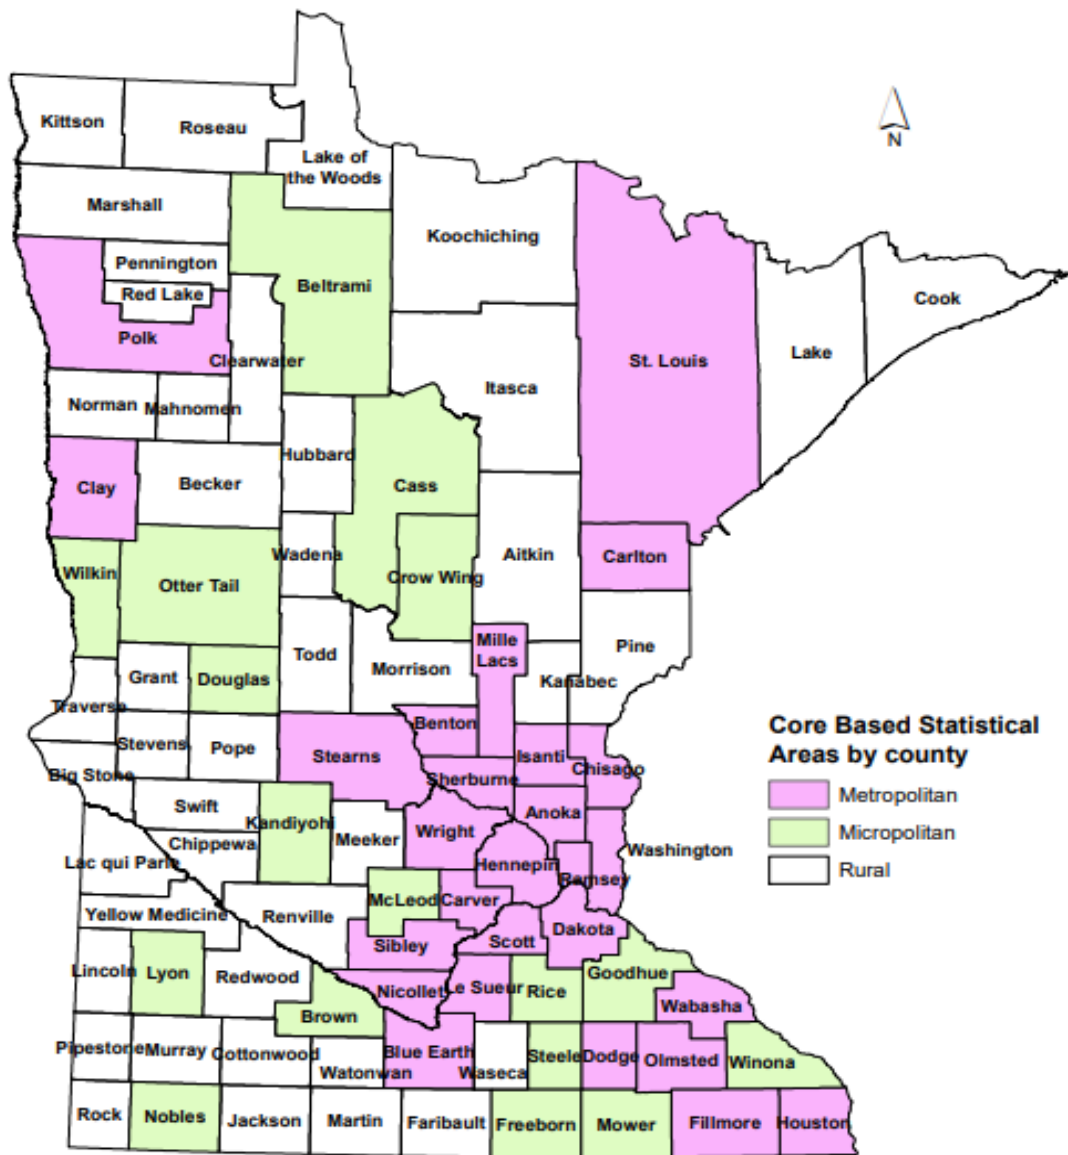 Kittson
Roseau
Lake of
the Woods
N
Marshall
Koochiching
Pennington
Beltrami
Red Lake
Cook
Polk
Clearwater
St. Louis
Lake
Itasca
Norman
Mahnomen
Hubbard
Clay
Becker
Cass
Wadena
Aitkin
Carlton
Wilkin
Otter Tail
Crow Wing
Mille
Lacs
Pine
Todd
Morrison
Grant
Douglas
Kanabec
Traverse
Benton
Core Based Statistical
Areas by county
Stevens
Pope
Stearns
Isanti
Chisago
Big Stone
Sherburne
Metropolitan
Swift
Anoka
Kandiyohi
Wright
Micropolitan
Chippewa
Meeker
Washington
Lac qui Parle
Hennepin
Ramsey
Rural
McLeod
Carver
Yellow Medicine
Renville
Dakota
Sibley
Scott
Lincoln
Lyon
Redwood
Goodhue
Nicollet
Le Sueur
Rice
Wabasha
Brown
Pipestone
Murray
Cottonwood
Blue Earth
Steele
Dodge
Olmsted
Winona
Watonwan
Waseca
Rock
Nobles
Jackson
Martin
Faribault
Freeborn
Mower
Fillmore
Houston